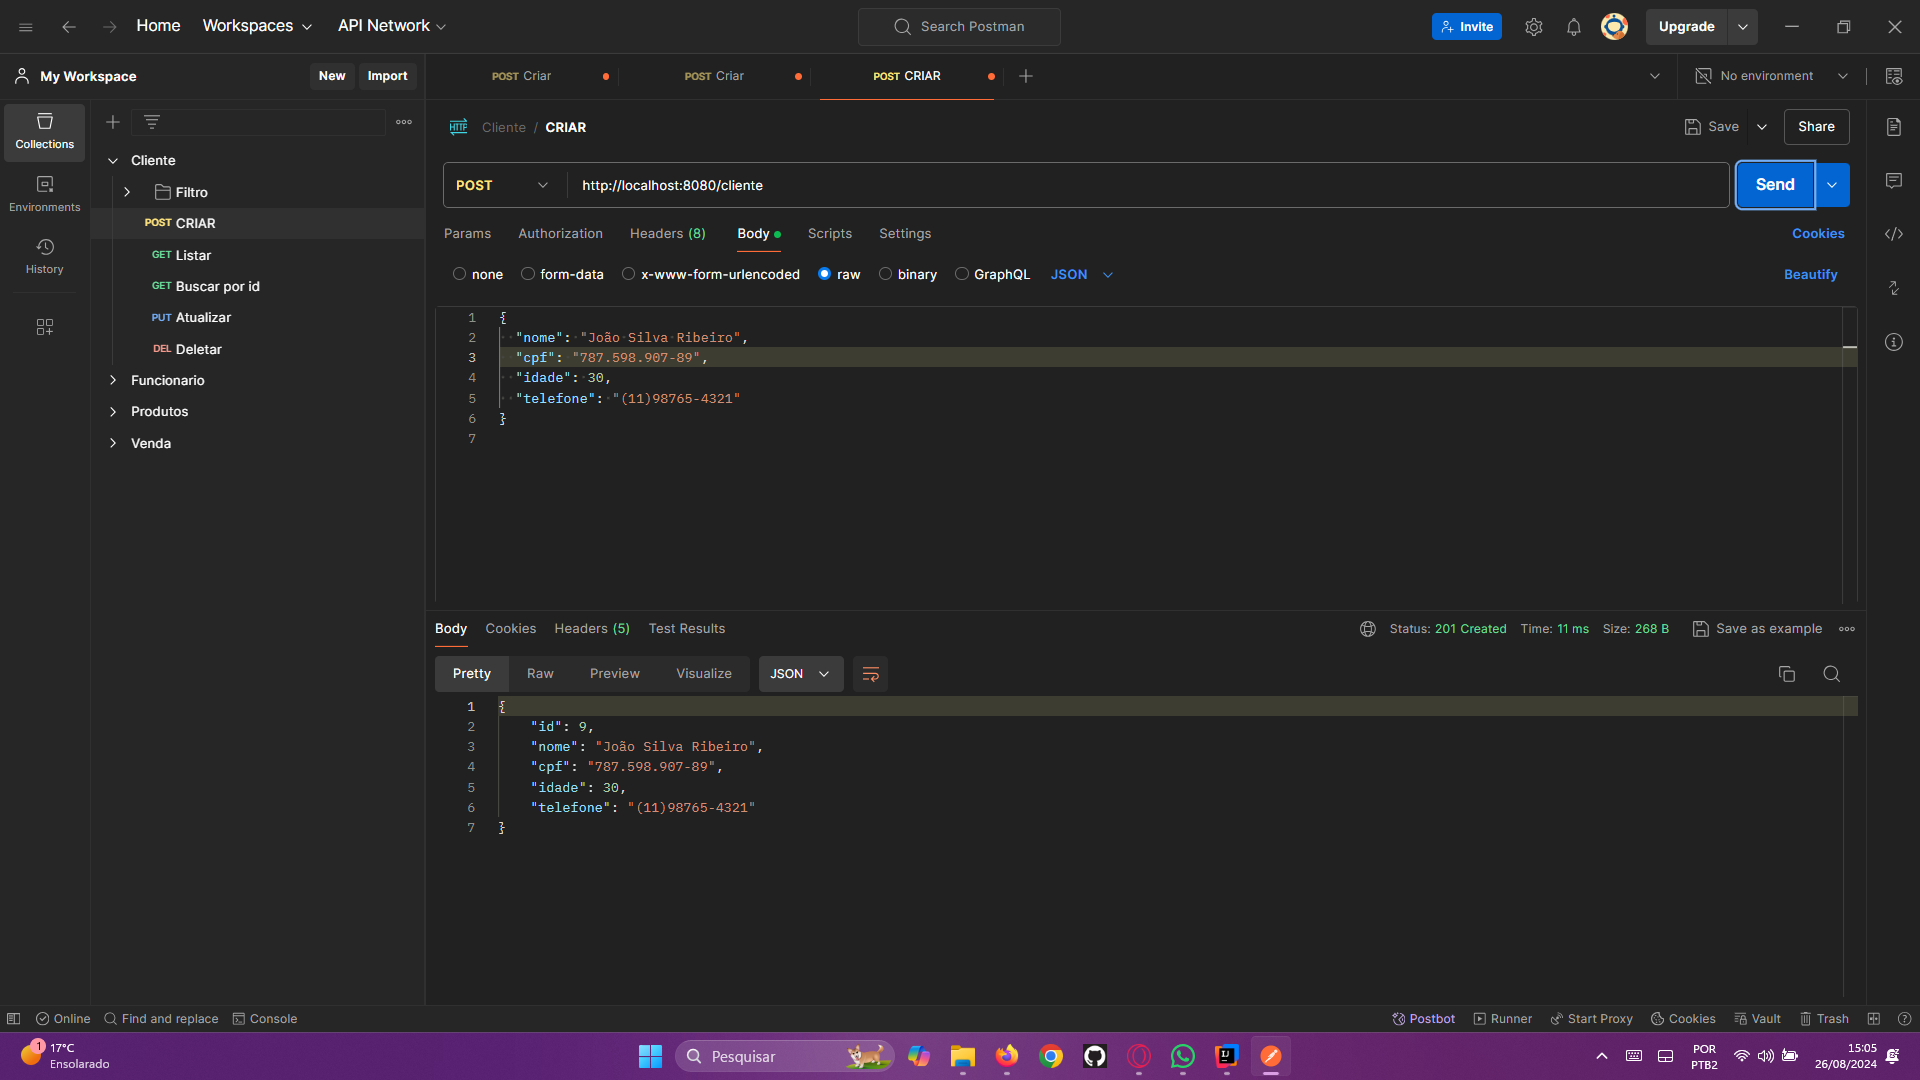 Home Workspaces API Network Search Postman Invite Upgrade
My Workspace New Import POST Criar POST Criar POST CRIAR No environment
Collections
Environments
History
Cliente
Filtro
POST CRIAR
GET Listar
GET Buscar por id
PUT Atualizar
DEL Deletar
Funcionario
Produtos
Venda
HTTP Cliente / CRIAR Save Share
POST http://localhost:8080/cliente Send
Params Authorization Headers (8) Body Scripts Settings Cookies
none form-data x-www-form-urlencoded raw binary GraphQL JSON Beautify
1 {
2 "nome": "João Silva Ribeiro",
3 "cpf": "787.598.907-89",
4 "idade": 30,
5 "telefone": "(11)98765-4321"
6 }
7
Body Cookies Headers (5) Test Results Status: 201 Created Time: 11 ms Size: 268 B Save as example
Pretty Raw Preview Visualize JSON
1 {
2 "id": 9,
3 "nome": "João Silva Ribeiro",
4 "cpf": "787.598.907-89",
5 "idade": 30,
6 "telefone": "(11)98765-4321"
7 }
Online Find and replace Console Postbot Runner Start Proxy Cookies Vault Trash
1 17°C
Ensolarado
Pesquisar
POR
PTB2
15:05
26/08/2024